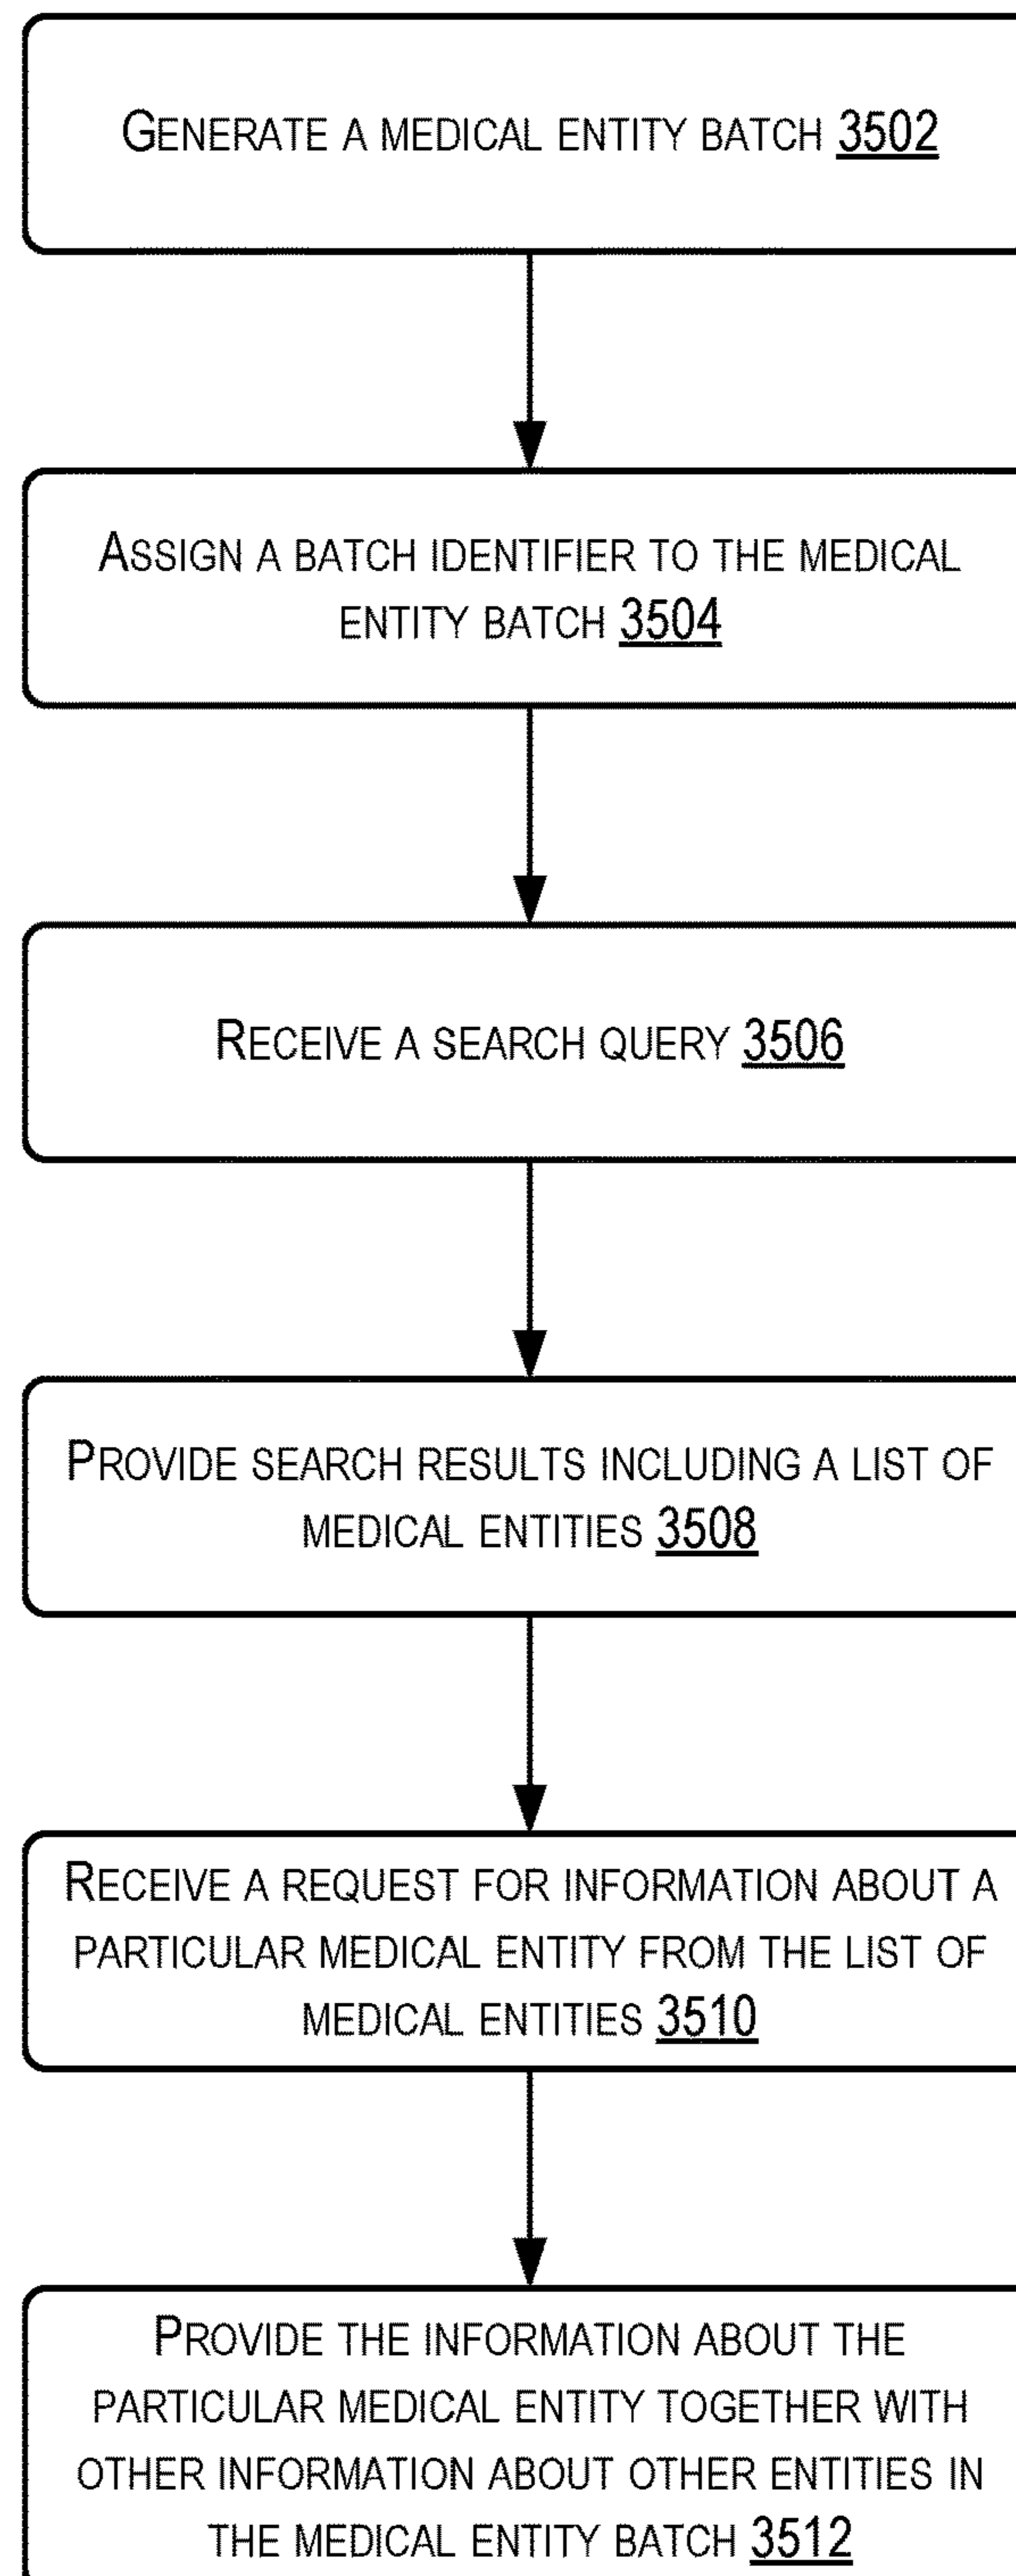 GENERATE A MEDICAL ENTITY BATCH 3502
ASSIGN A BATCH IDENTIFIER TO THE MEDICAL
ENTITY BATCH 3504
RECEIVE A SEARCH QUERY 3506
PROVIDE SEARCH RESULTS INCLUDING A LIST OF
MEDICAL ENTITIES 3508
RECEIVE A REQUEST FOR INFORMATION ABOUT A
PARTICULAR MEDICAL ENTITY FROM THE LIST OF
MEDICAL ENTITIES 3510
PROVIDE THE INFORMATION ABOUT THE
PARTICULAR MEDICAL ENTITY TOGETHER WITH
OTHER INFORMATION ABOUT OTHER ENTITIES IN
THE MEDICAL ENTITY BATCH 3512